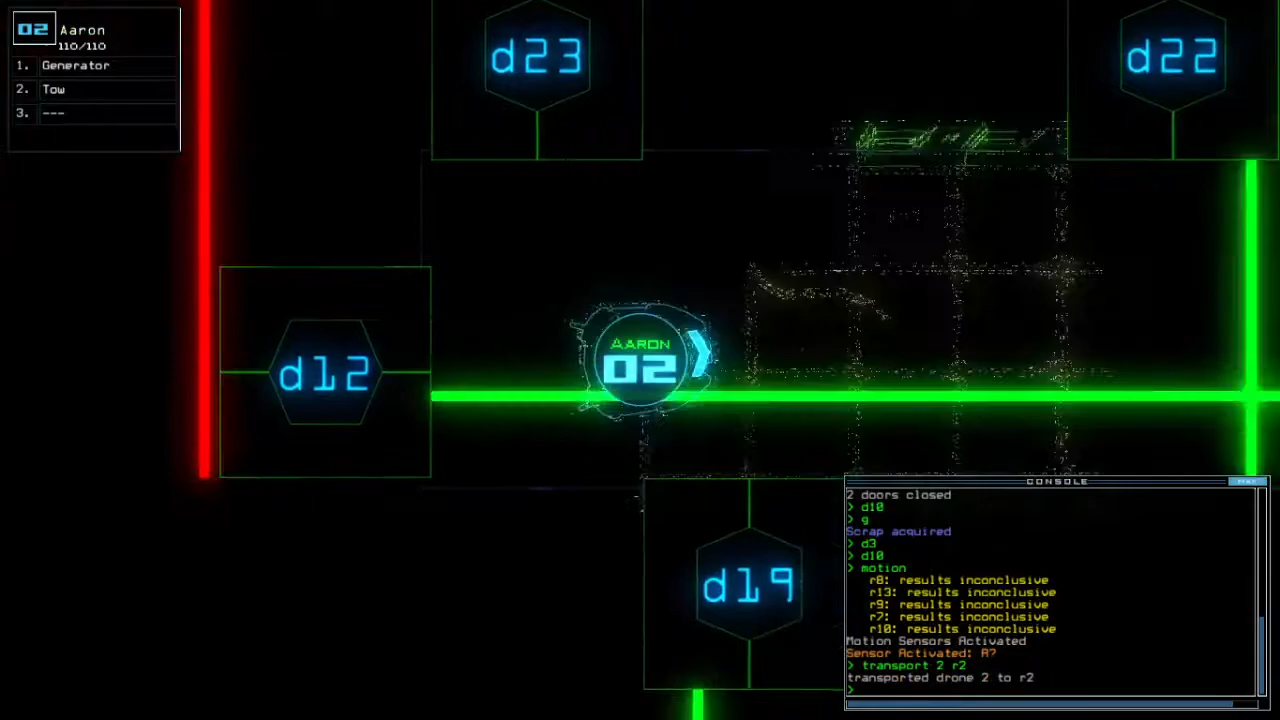 02 Aaron
110/110
1. Generator
2. Tow
3. ---
d23
d22
d12
AARON
02
d19
CONSOLE
2 doors closed
> d10
> g
Scrap acquired
> d3
> d10
> motion
r8: results inconclusive
r13: results inconclusive
r9: results inconclusive
r7: results inconclusive
r10: results inconclusive
Motion Sensors Activated
Sensor Activated: A7
> transport 2 r2
transported drone 2 to r2
>